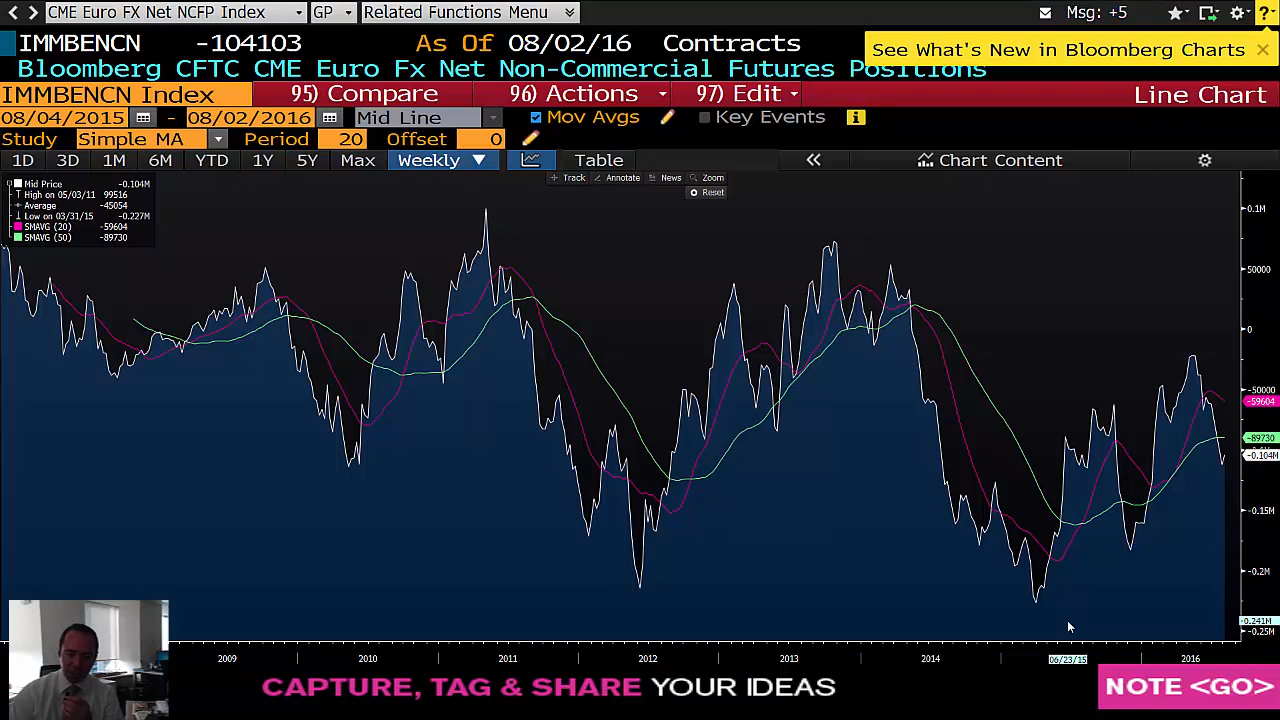 CME Euro FX Net NCFP Index GP Related Functions Menu Msg: +5 ?
IMMBENCN -104103 As Of 08/02/16 Contracts
See What's New in Bloomberg Charts
Bloomberg CFTC CME Euro Fx Net Non-Commercial Futures Positions
IMMBENCN Index 95) Compare 96) Actions 97) Edit Line Chart
08/04/2015 - 08/02/2016 Mid Line Mov Avgs Key Events i
Study Simple MA Period 20 Offset 0
1D 3D 1M 6M YTD 1Y 5Y Max Weekly ▼ Table « Chart Content
Track Annotate News Zoom
Reset
Mid Price -0.104M
High on 05/03/11 99516
Average -45054
Low on 03/31/15 -0.227M
SMAVG (20) -59604
SMAVG (50) -89730
0.1M
50000
0
-50000
-59604
-89730
-0.104M
-0.15M
-0.2M
-0.241M
-0.25M
2009 2010 2011 2012 2013 2014 06/23/15 2016
CAPTURE, TAG & SHARE YOUR IDEAS
NOTE <GO>